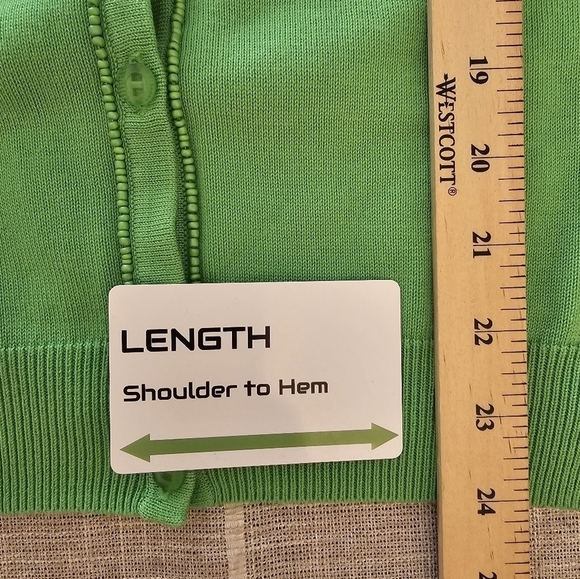 LENGTH
Shoulder to Hem
WESTCOTT®
19
20
21
22
23
24